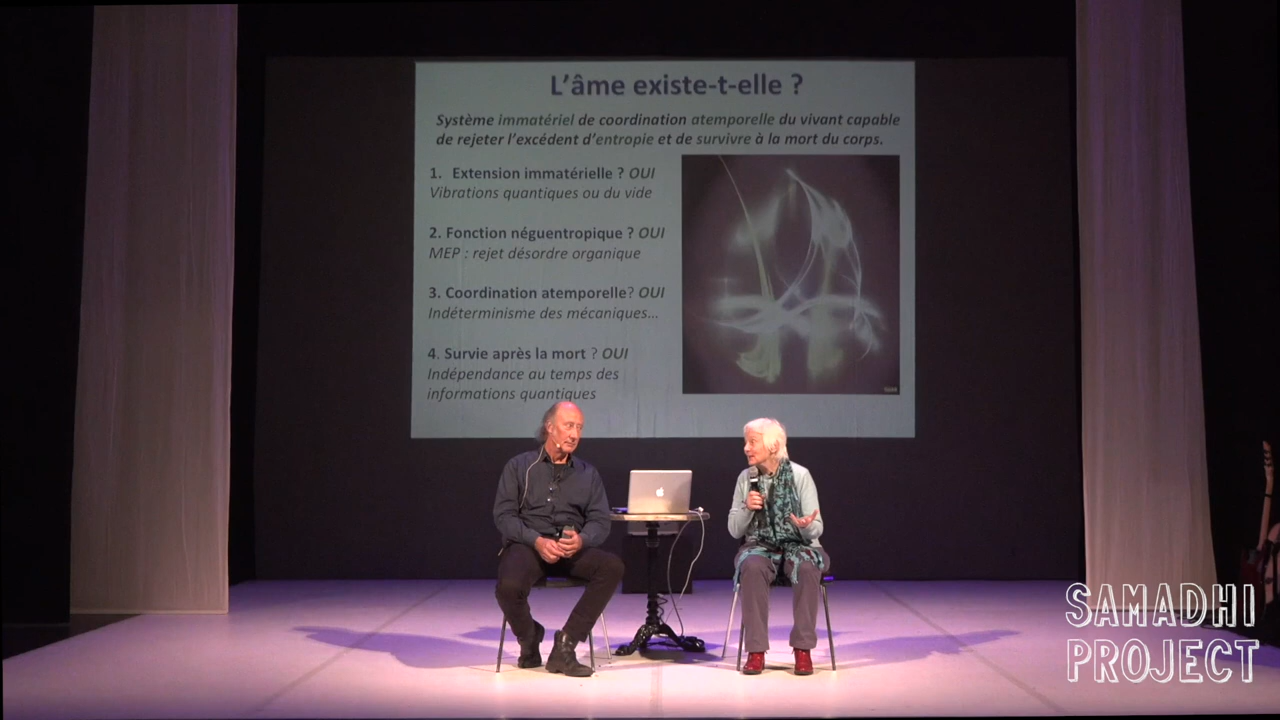 L'âme existe-t-elle ?
Système immatériel de coordination atemporelle du vivant capable
de rejeter l'excédent d'entropie et de survivre à la mort du corps.
1. Extension immatérielle ? OUI
Vibrations quantiques ou du vide
2. Fonction néguentropique ? OUI
MEP : rejet désordre organique
3. Coordination atemporelle? OUI
Indéterminisme des mécaniques...
4. Survie après la mort ? OUI
Indépendance au temps des
informations quantiques
SAMADHI
PROJECT